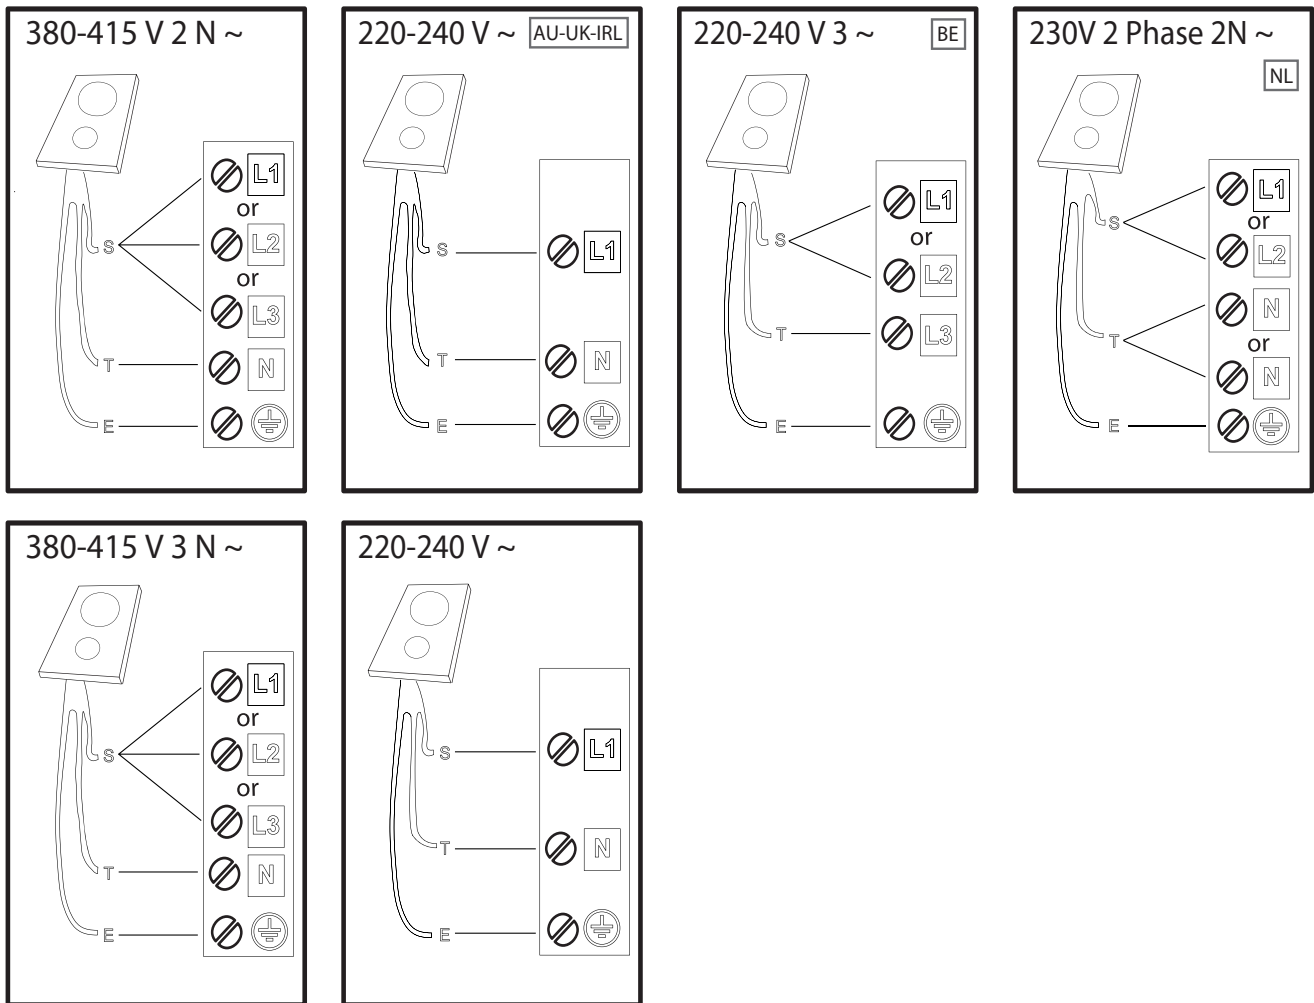 380-415 V 2 N ~
L1
or
S
L2
or
L3
T
N
E
220-240 V ~
AU-UK-IRL
S
L1
T
N
E
220-240 V 3 ~
BE
L1
or
S
L2
T
L3
E
230V 2 Phase 2N ~
NL
L1
S
or
L2
N
T
or
N
E
380-415 V 3 N ~
L1
or
S
L2
or
L3
T
N
E
220-240 V ~
S
L1
T
N
E